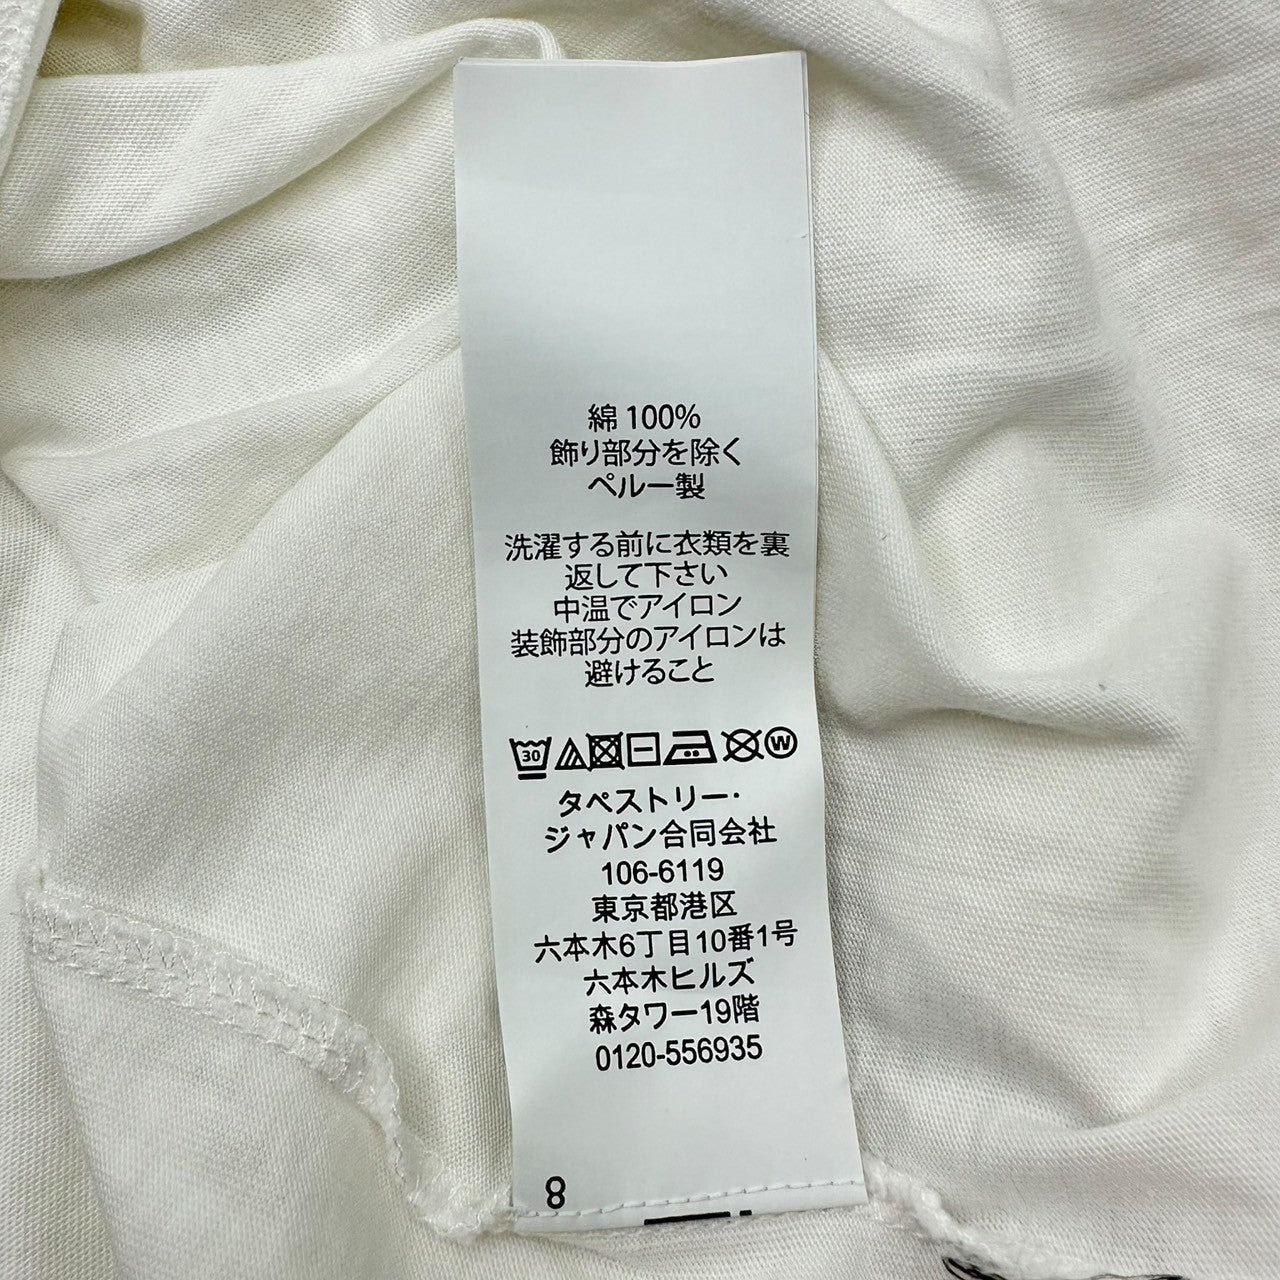 綿 100%
飾り部分を除く
ペルー製
洗濯する前に衣類を裏
返して下さい
中温でアイロン
装飾部分のアイロンは
避けること
30
W
タペストリー・
ジャパン合同会社
106-6119
東京都港区
六本木6丁目10番1号
六本木ヒルズ
森タワー19階
0120-556935
8